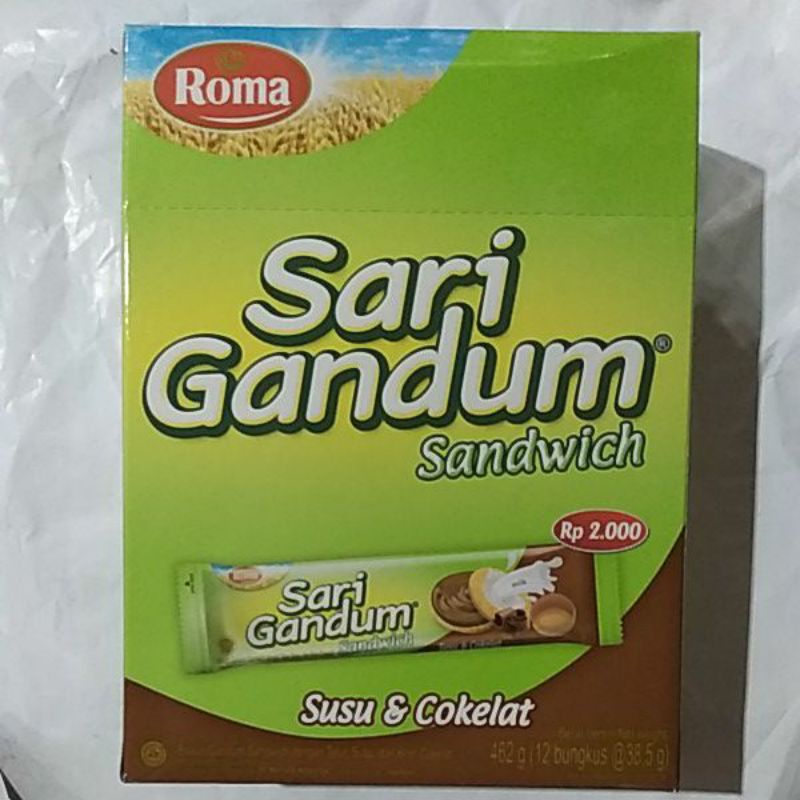 Roma
Sari
Gandum®
Sandwich
Rp 2.000
Sari
Gandum
Sandwich
Susu & Cokelat
462 g (12 bungkus @38,5 g)